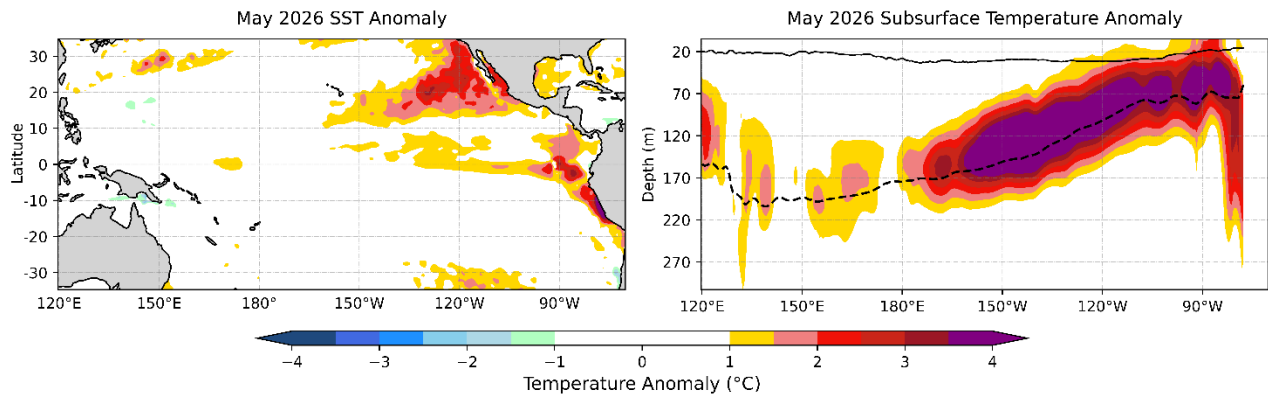 May 2026 SST Anomaly
Latitude
30
20
10
0
−10
−20
−30
120°E
150°E
180°
150°W
120°W
90°W
May 2026 Subsurface Temperature Anomaly
Depth (m)
20
70
120
170
220
270
120°E
150°E
180°W
150°W
120°W
90°W
−4
−3
−2
−1
0
1
2
3
4
Temperature Anomaly (°C)